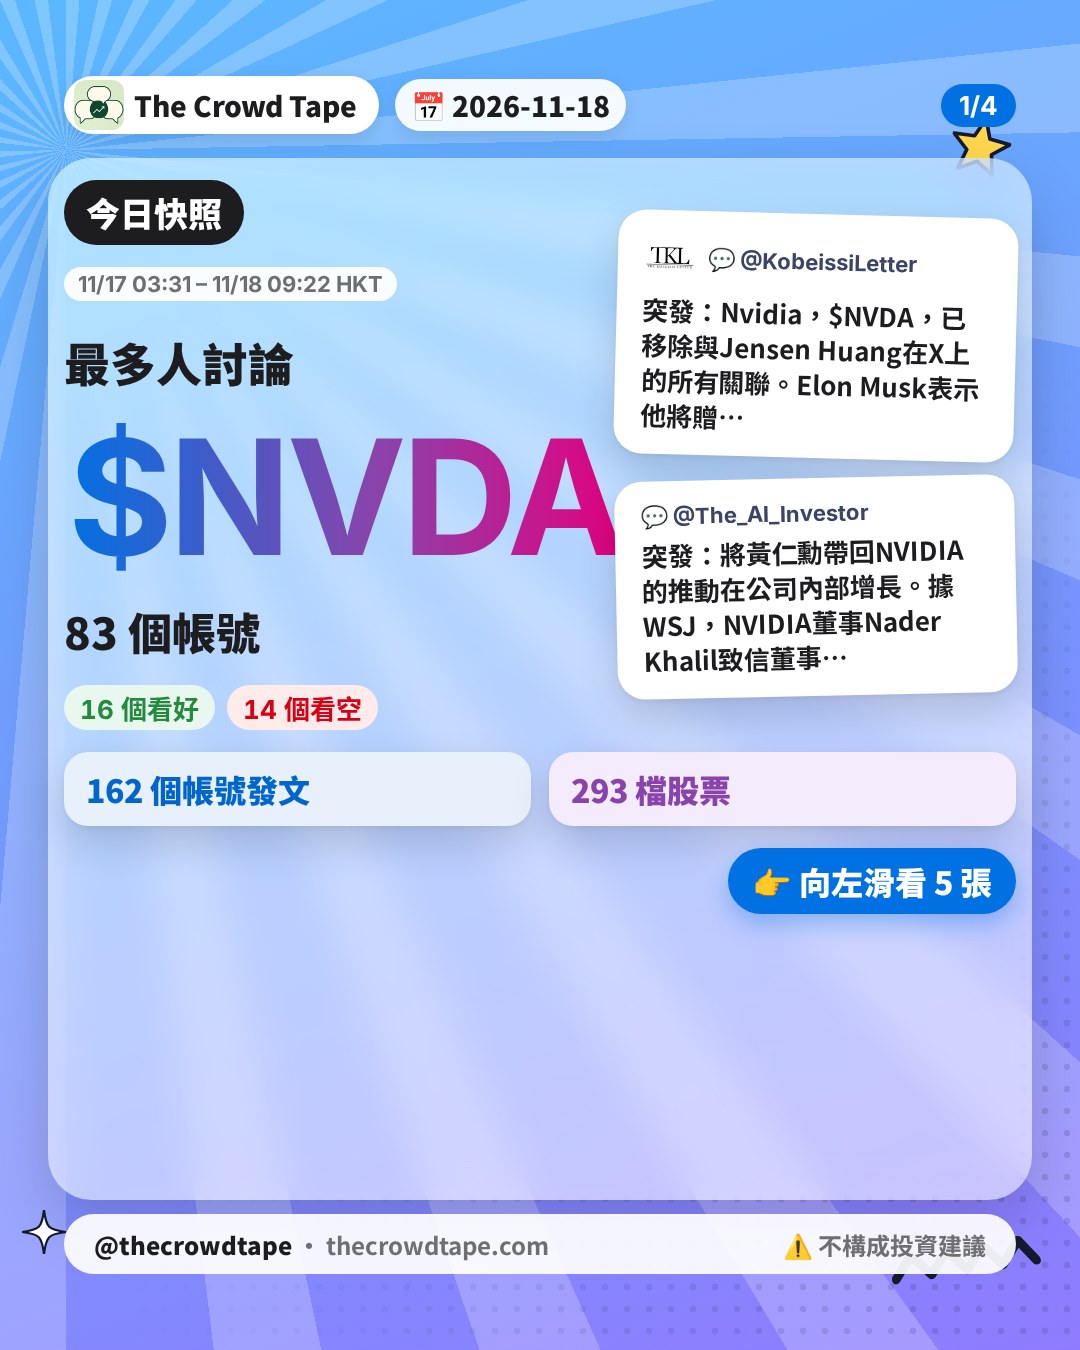 The Crowd Tape
July
17
2026-11-18
1/4
今日快照
11/17 03:31 – 11/18 09:22 HKT
最多人討論
$NVDA
83 個帳號
16 個看好
14 個看空
TKL
@KobeissiLetter
突發：Nvidia，$NVDA，已
移除與Jensen Huang在X上
的所有關聯。Elon Musk表示
他將贈…
@The_AI_Investor
突發：將黃仁勳帶回NVIDIA
的推動在公司內部增長。據
WSJ，NVIDIA董事Nader
Khalil致信董事…
162 個帳號發文
293 檔股票
向左滑看 5 張
@thecrowdtape · thecrowdtape.com
不構成投資建議